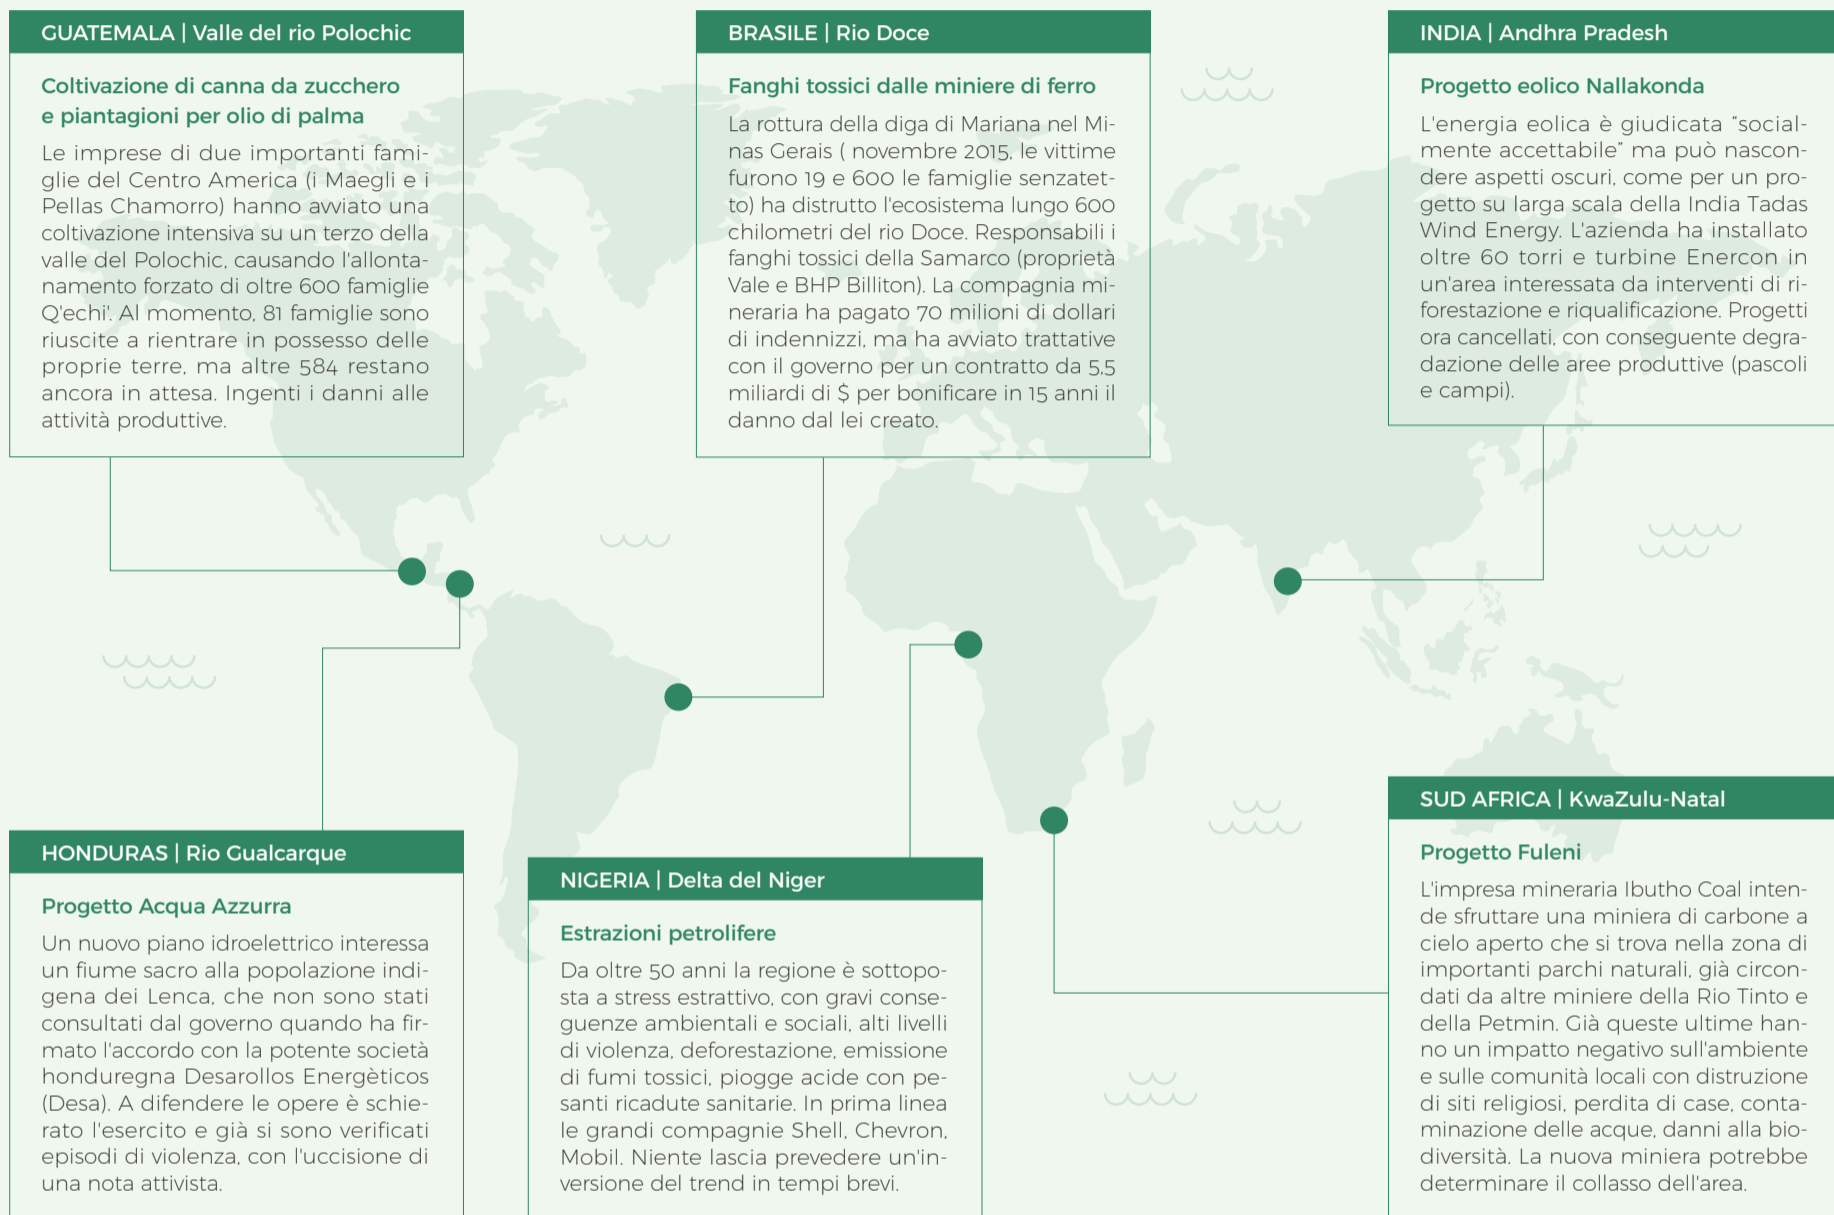 GUATEMALA | Valle del rio Polochic
Coltivazione di canna da zucchero
e piantagioni per olio di palma
Le imprese di due importanti fami-
glie del Centro America (i Maegli e i
Pellas Chamorro) hanno avviato una
coltivazione intensiva su un terzo della
valle del Polochic, causando l'allonta-
namento forzato di oltre 600 famiglie
Q'echi'. Al momento, 81 famiglie sono
riuscite a rientrare in possesso delle
proprie terre, ma altre 584 restano
ancora in attesa. Ingenti i danni alle
attività produttive.
BRASILE | Rio Doce
Fanghi tossici dalle miniere di ferro
La rottura della diga di Mariana nel Mi-
nas Gerais ( novembre 2015, le vittime
furono 19 e 600 le famiglie senzatet-
to) ha distrutto l'ecosistema lungo 600
chilometri del rio Doce. Responsabili i
fanghi tossici della Samarco (proprietà
Vale e BHP Billiton). La compagnia mi-
neraria ha pagato 70 milioni di dollari
di indennizzi, ma ha avviato trattative
con il governo per un contratto da 5,5
miliardi di $ per bonificare in 15 anni il
danno dal lei creato.
INDIA | Andhra Pradesh
Progetto eolico Nallakonda
L'energia eolica è giudicata "social-
mente accettabile" ma può nascon-
dere aspetti oscuri, come per un pro-
getto su larga scala della India Tadas
Wind Energy. L'azienda ha installato
oltre 60 torri e turbine Enercon in
un'area interessata da interventi di ri-
forestazione e riqualificazione. Progetti
ora cancellati, con conseguente degra-
dazione delle aree produttive (pascoli
e campi).
HONDURAS | Rio Gualcarque
Progetto Acqua Azzurra
Un nuovo piano idroelettrico interessa
un fiume sacro alla popolazione indi-
gena dei Lenca, che non sono stati
consultati dal governo quando ha fir-
mato l'accordo con la potente società
honduregna Desarollos Energèticos
(Desa). A difendere le opere è schie-
rato l'esercito e già si sono verificati
episodi di violenza, con l'uccisione di
una nota attivista.
NIGERIA | Delta del Niger
Estrazioni petrolifere
Da oltre 50 anni la regione è sottopo-
sta a stress estrattivo, con gravi conse-
guenze ambientali e sociali, alti livelli
di violenza, deforestazione, emissione
di fumi tossici, piogge acide con pe-
santi ricadute sanitarie. In prima linea
le grandi compagnie Shell, Chevron,
Mobil. Niente lascia prevedere un'in-
versione del trend in tempi brevi.
SUD AFRICA | KwaZulu-Natal
Progetto Fuleni
L'impresa mineraria Ibutho Coal inten-
de sfruttare una miniera di carbone a
cielo aperto che si trova nella zona di
importanti parchi naturali, già circon-
dati da altre miniere della Rio Tinto e
della Petmin. Già queste ultime han-
no un impatto negativo sull'ambiente
e sulle comunità locali con distruzione
di siti religiosi, perdita di case, conta-
minazione delle acque, danni alla bio-
diversità. La nuova miniera potrebbe
determinare il collasso dell'area.